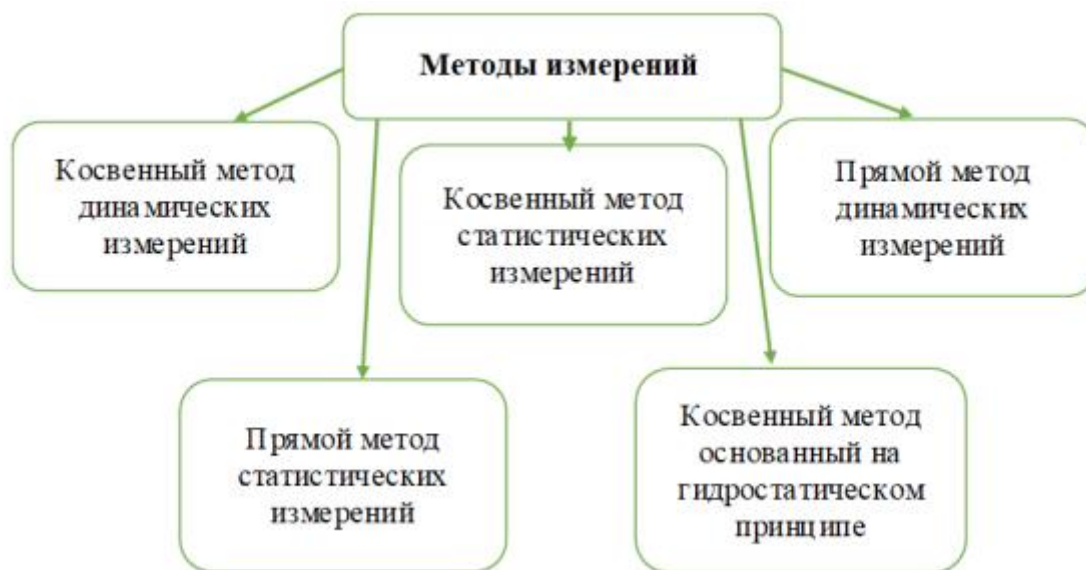 Методы измерений
Косвенный метод
динамических
измерений
Косвенный метод
статистических
измерений
Прямой метод
динамических
измерений
Прямой метод
статистических
измерений
Косвенный метод
основанный на
гидростатическом
принципе